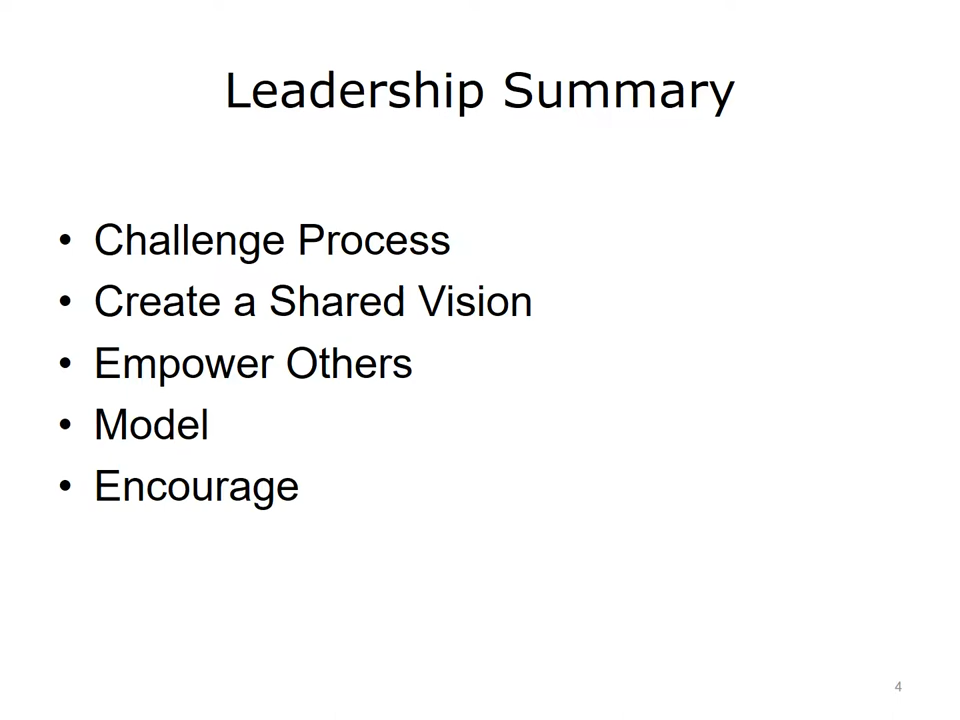 Leadership Summary
• Challenge Process
• Create a Shared Vision
• Empower Others
• Model
• Encourage
4